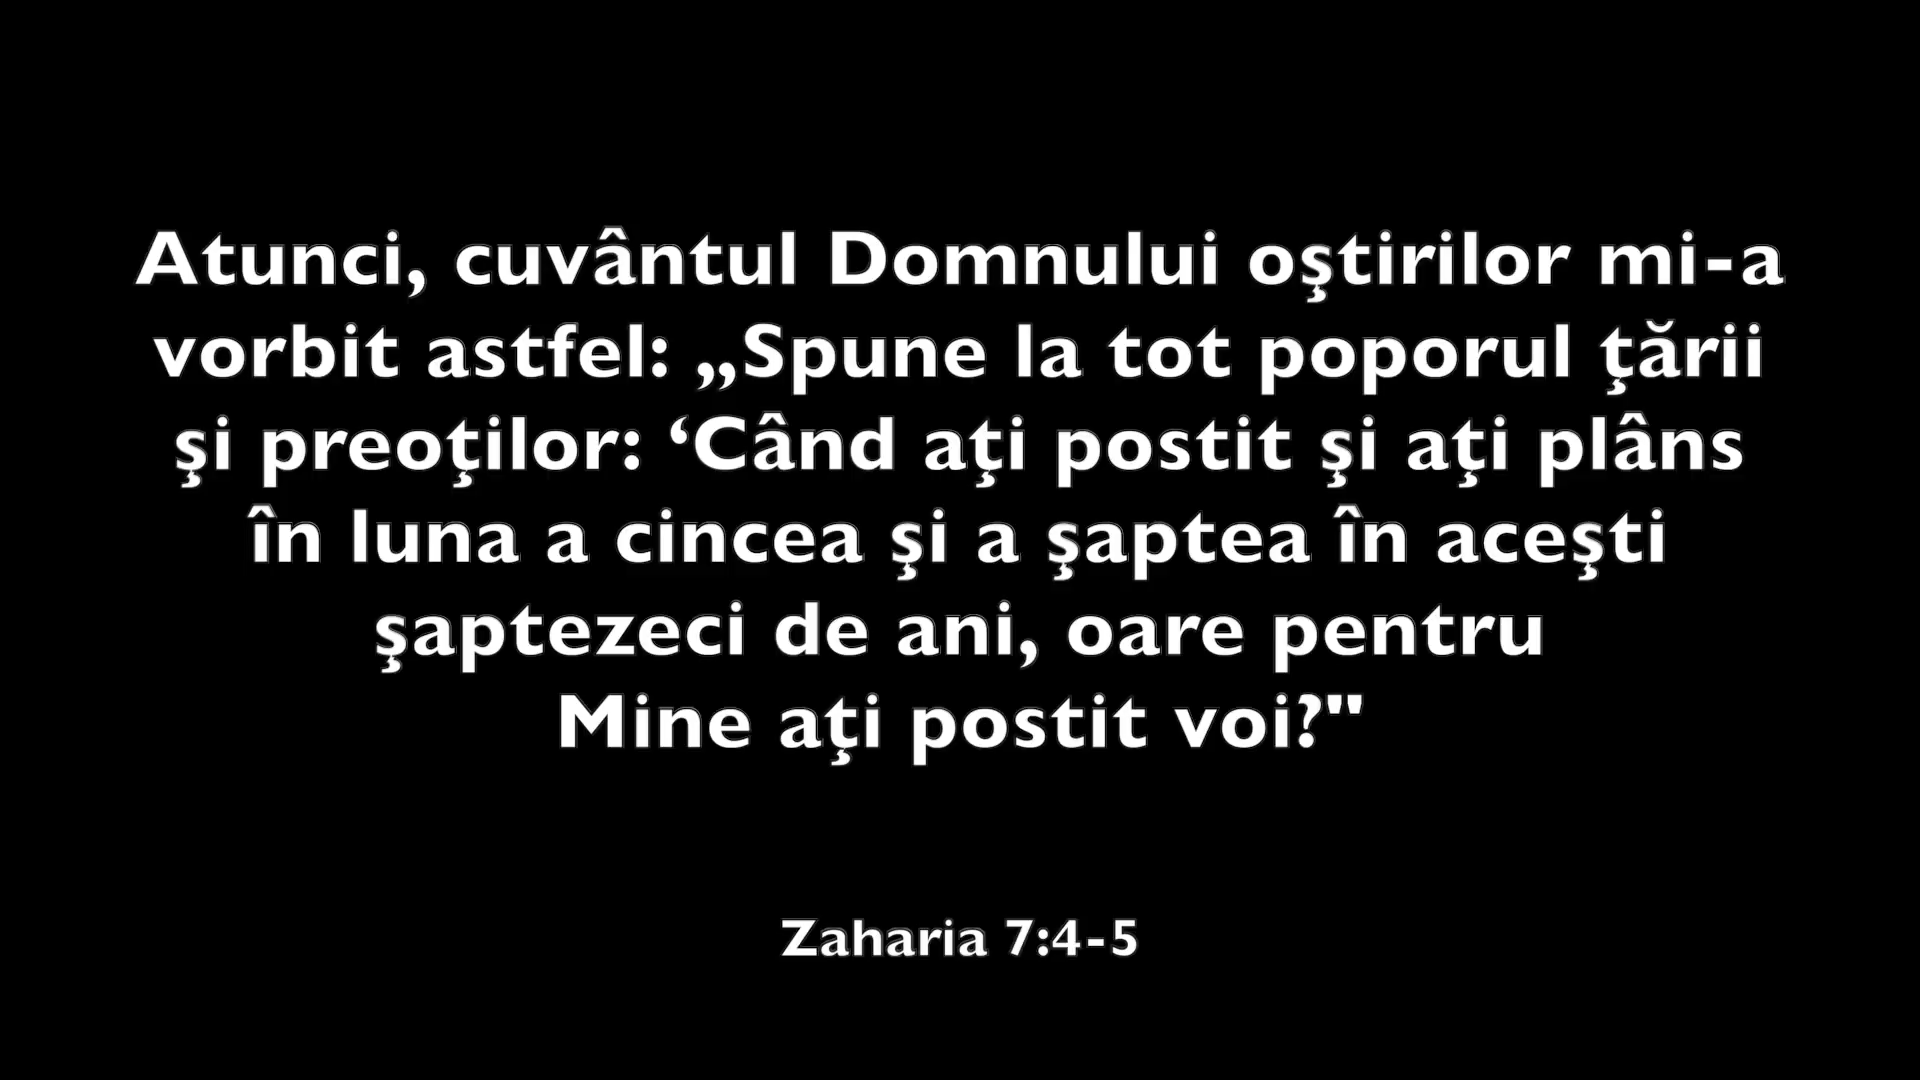 Atunci, cuvântul Domnului oştirilor mi-a
vorbit astfel: „Spune la tot poporul ţării
şi preoţilor: ‘Când aţi postit şi aţi plâns
în luna a cincea şi a şaptea în aceşti
şaptezeci de ani, oare pentru
Mine aţi postit voi?"
Zaharia 7:4-5